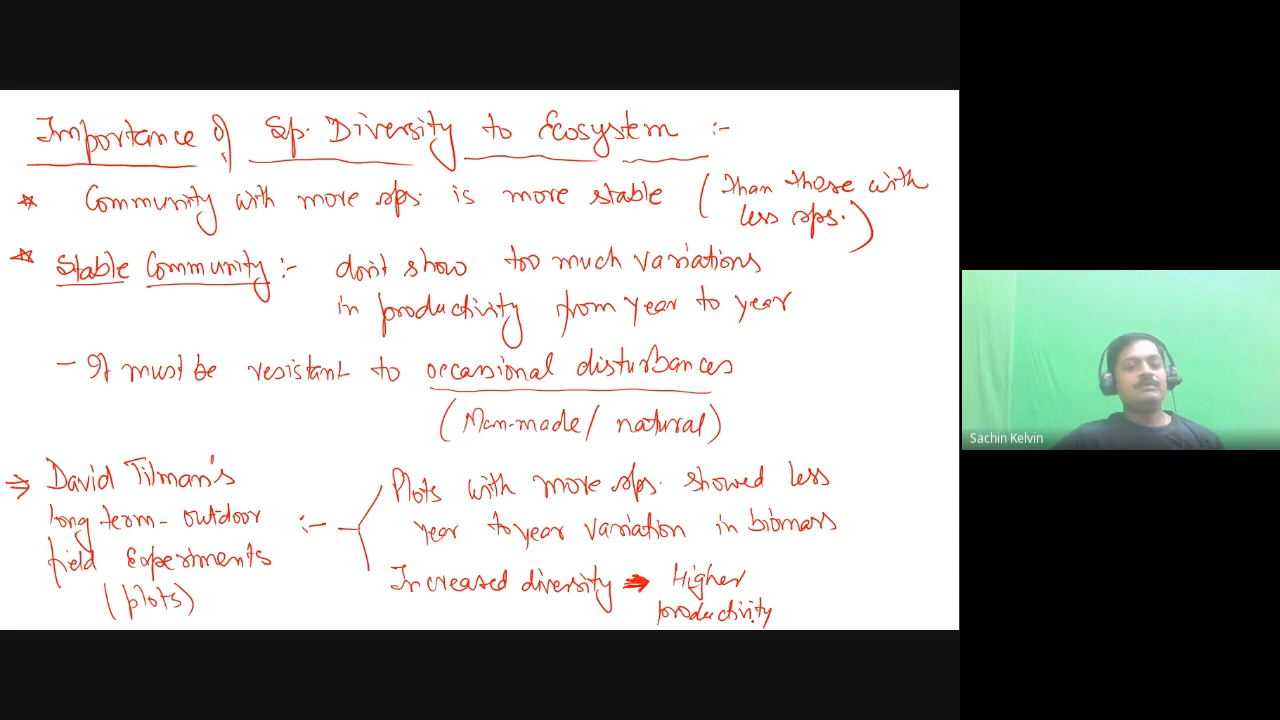 Importance of Sp. Diversity to Ecosystem :-
* Community with more sps. is more stable (than those with
less sps.)
* Stable Community :- don't show too much variations
in productivity from year to year
- It must be resistant to occassional disturbances
(Man-made/ natural)
⇒ David Tilman's
long term-outdoor
field Experiments
(plots)
:-
Plots with more sps. showed less
year to year variation in biomass
Increased diversity → Higher
productivity
Sachin Kelvin